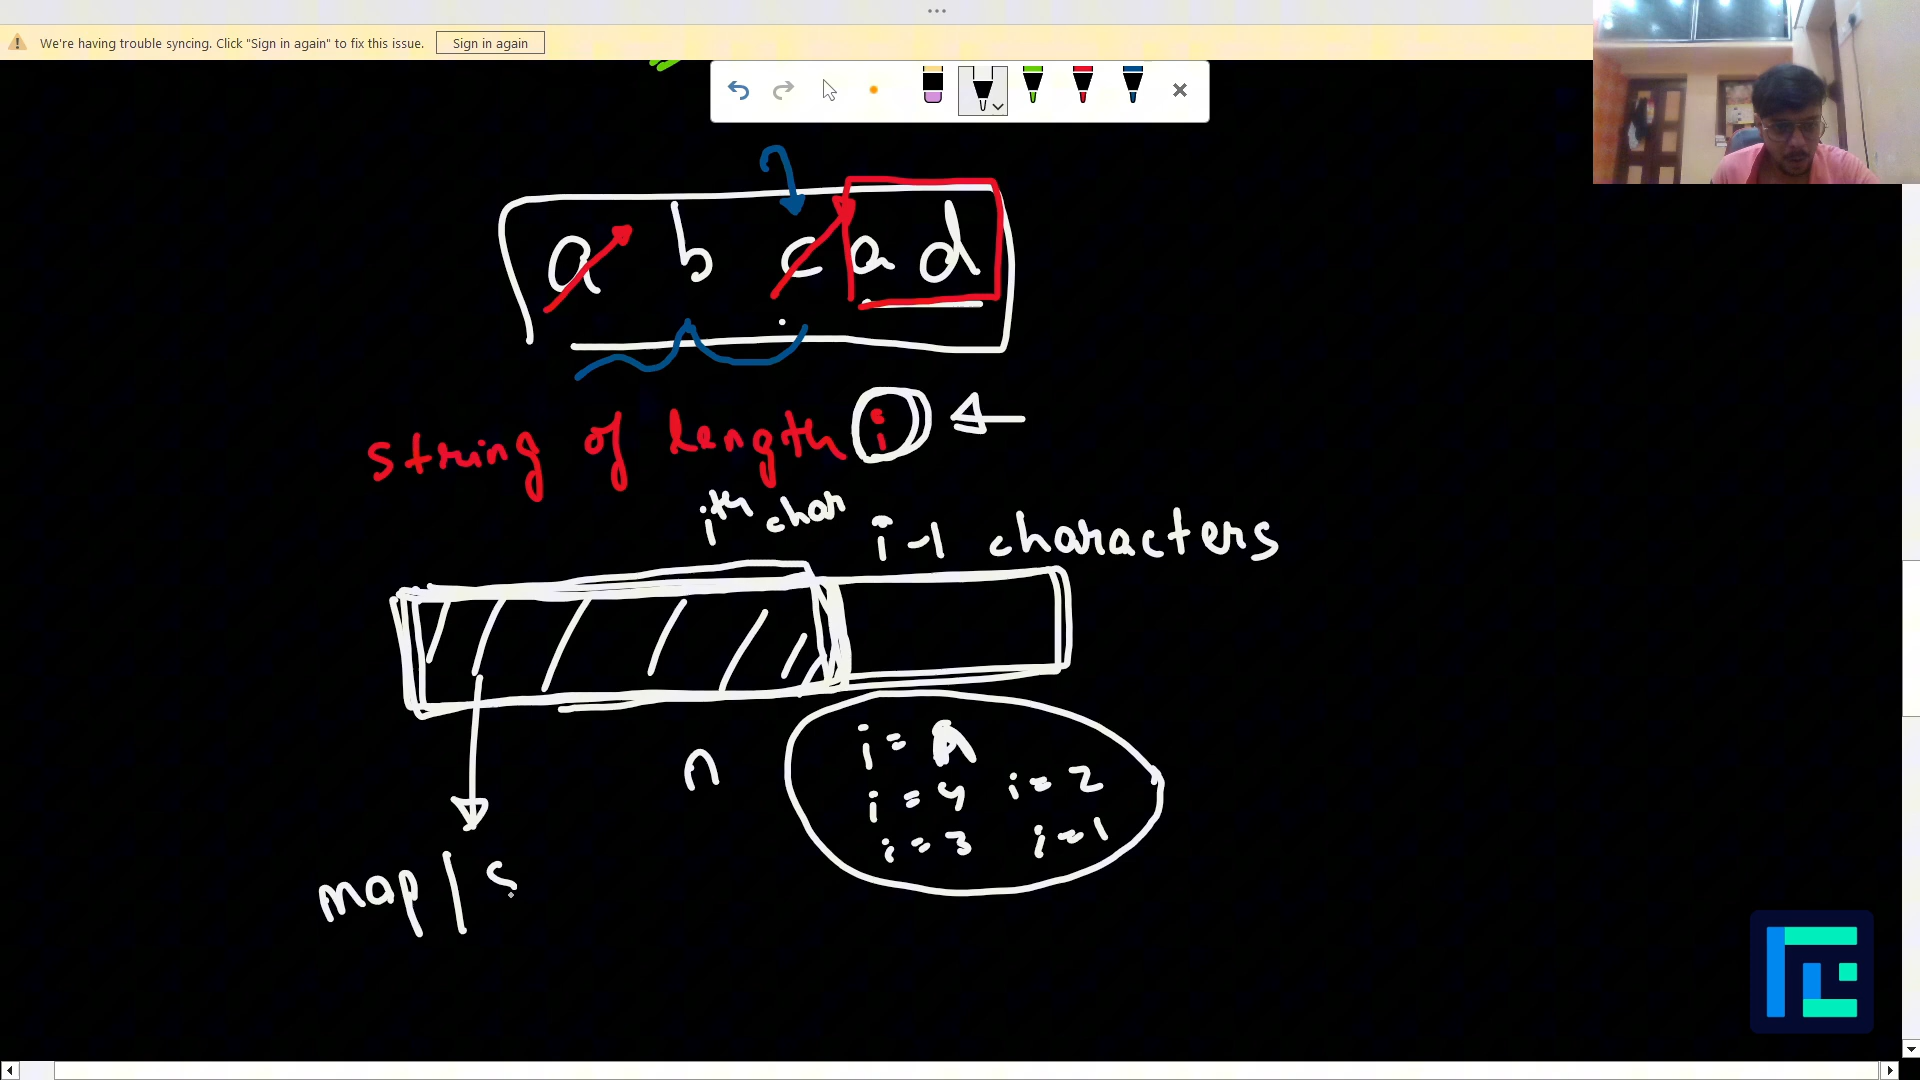 We're having trouble syncing. Click "Sign in again" to fix this issue. Sign in again
a b c a d
string of length i
ith char
i-1 characters
n
i =
i = 4 i = 2
i = 3 i = 1
map / s